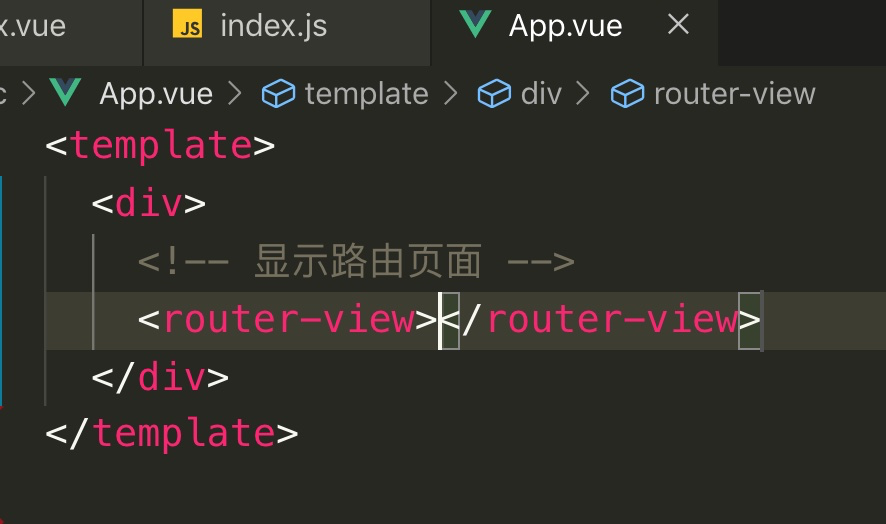 x.vue JS index.js App.vue
c > App.vue > template > div > router-view
<template>
<div>
<!-- 显示路由页面 -->
<router-view></router-view>
</div>
</template>